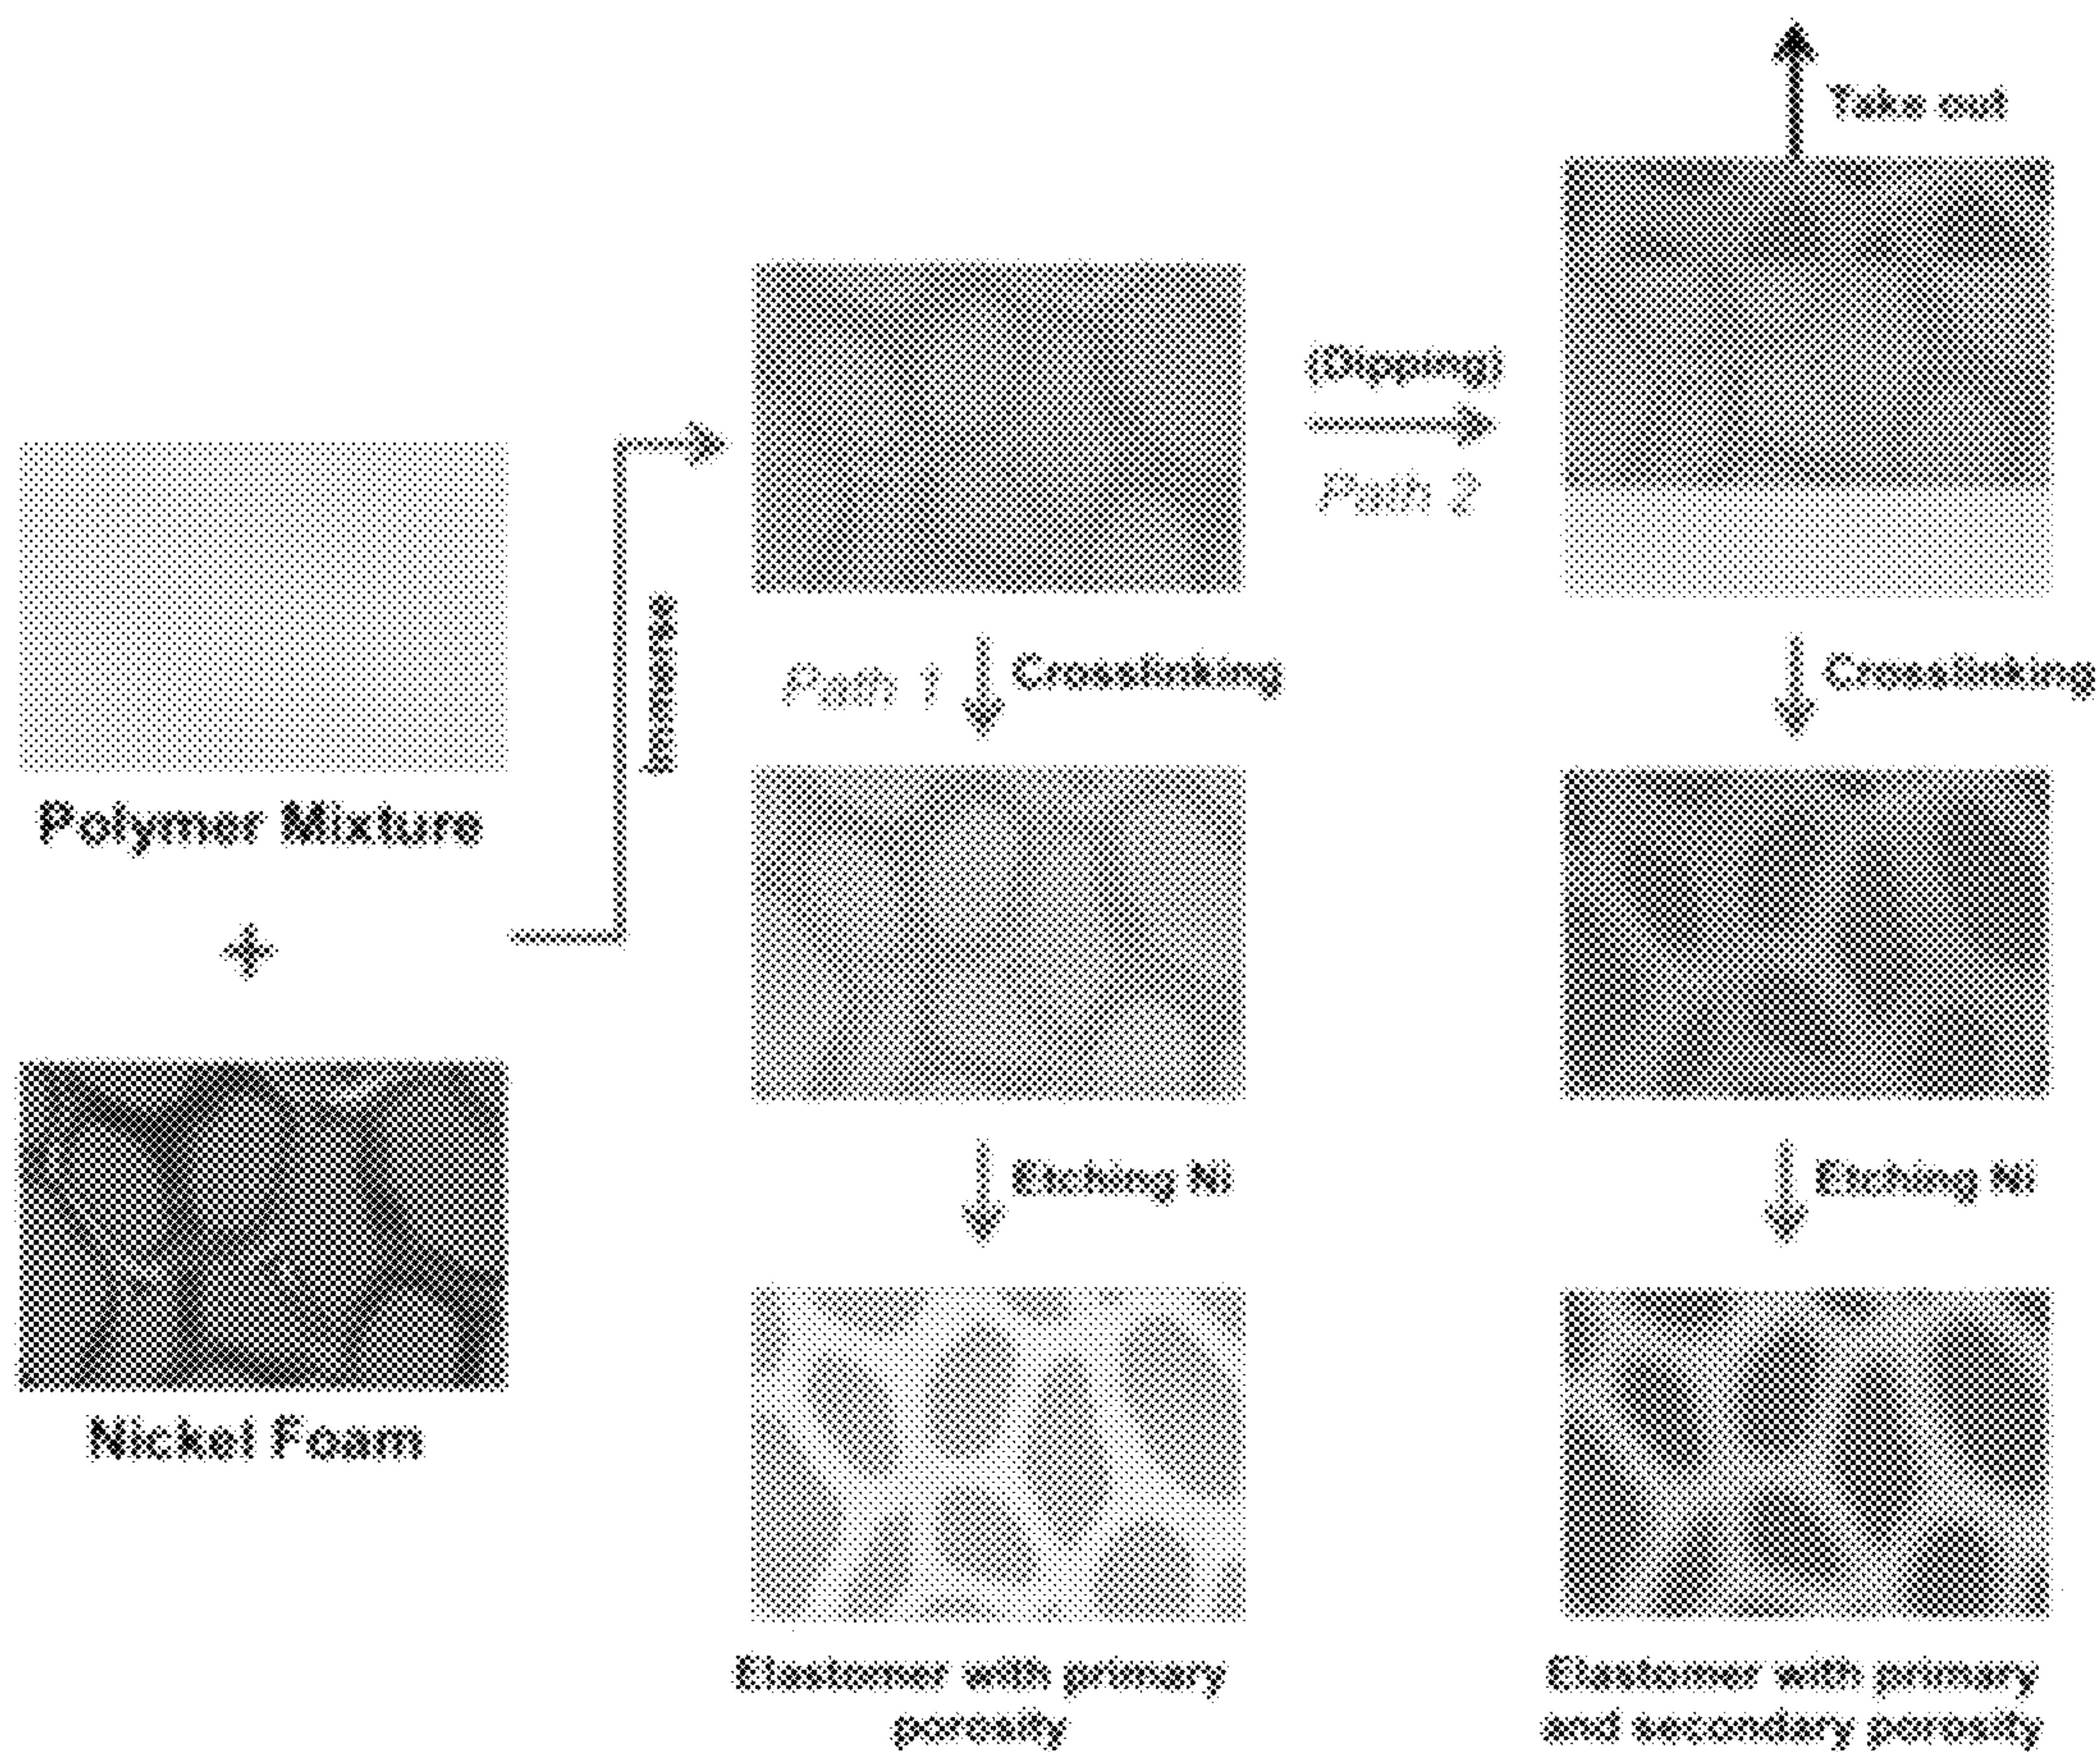 Take out
(Dipping)
Path 2
Polymer Mixture
+
Nickel Foam
Path 1
Crosslinking
Crosslinking
Etching Ni
Etching Ni
Elastomer with primary
porosity
Elastomer with primary
and secondary porosity